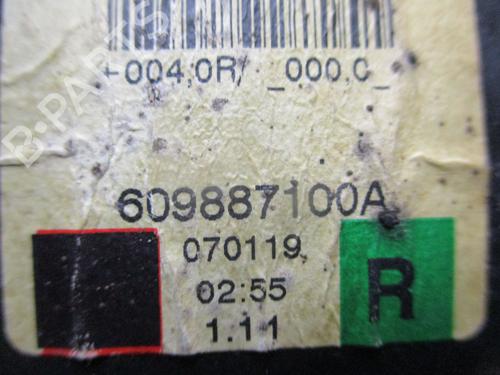 B-PARTS
+004,0R/ _000,0_
609887100A
070119
02:55
1.11
R